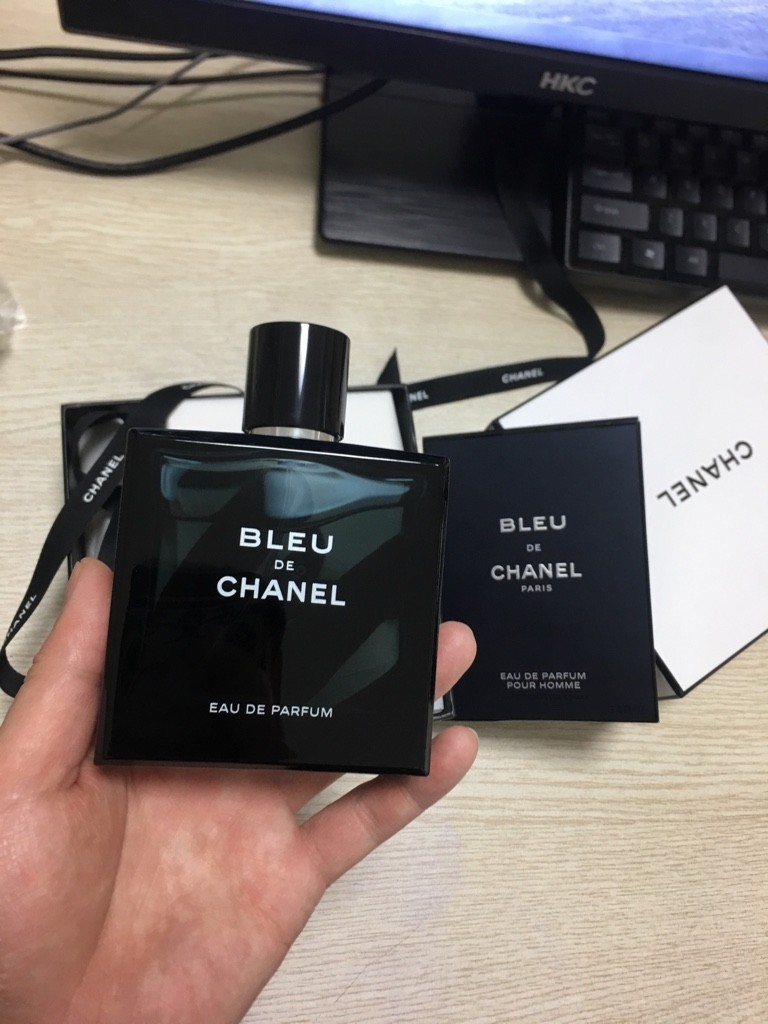 HKC
CHANEL
NEL
CHANEL
CHANEL
CHANEL
BLEU
DE
CHANEL
EAU DE PARFUM
BLEU
DE
CHANEL
PARIS
EAU DE PARFUM
POUR HOMME